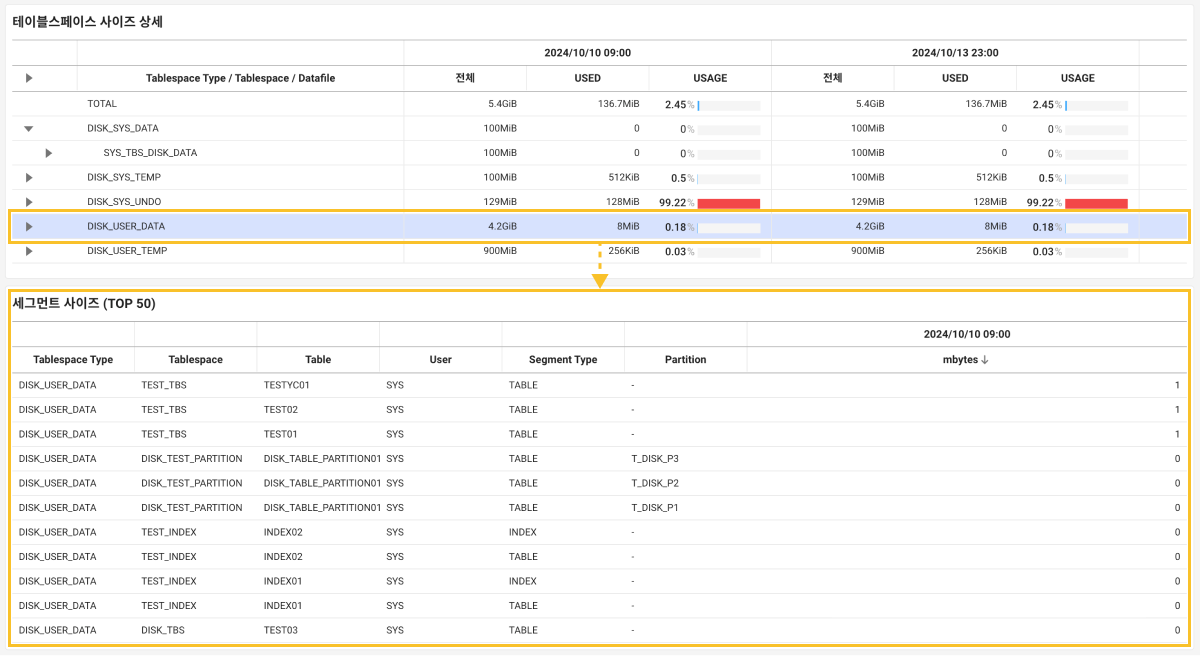 테이블스페이스 사이즈 상세
2024/10/10 09:00 2024/10/13 23:00
Tablespace Type / Tablespace / Datafile 전체 USED USAGE 전체 USED USAGE
TOTAL 5.4GiB 136.7MiB 2.45% 5.4GiB 136.7MiB 2.45%
DISK_SYS_DATA 100MiB 0 0% 100MiB 0 0%
SYS_TBS_DISK_DATA 100MiB 0 0% 100MiB 0 0%
DISK_SYS_TEMP 100MiB 512KiB 0.5% 100MiB 512KiB 0.5%
DISK_SYS_UNDO 129MiB 128MiB 99.22% 129MiB 128MiB 99.22%
DISK_USER_DATA 4.2GiB 8MiB 0.18% 4.2GiB 8MiB 0.18%
DISK_USER_TEMP 900MiB 256KiB 0.03% 900MiB 256KiB 0.03%
세그먼트 사이즈 (TOP 50)
2024/10/10 09:00
Tablespace Type Tablespace Table User Segment Type Partition mbytes ↓
DISK_USER_DATA TEST_TBS TESTYC01 SYS TABLE - 1
DISK_USER_DATA TEST_TBS TEST02 SYS TABLE - 1
DISK_USER_DATA TEST_TBS TEST01 SYS TABLE - 1
DISK_USER_DATA DISK_TEST_PARTITION DISK_TABLE_PARTITION01 SYS TABLE T_DISK_P3 0
DISK_USER_DATA DISK_TEST_PARTITION DISK_TABLE_PARTITION01 SYS TABLE T_DISK_P2 0
DISK_USER_DATA DISK_TEST_PARTITION DISK_TABLE_PARTITION01 SYS TABLE T_DISK_P1 0
DISK_USER_DATA TEST_INDEX INDEX02 SYS INDEX - 0
DISK_USER_DATA TEST_INDEX INDEX02 SYS TABLE - 0
DISK_USER_DATA TEST_INDEX INDEX01 SYS INDEX - 0
DISK_USER_DATA TEST_INDEX INDEX01 SYS TABLE - 0
DISK_USER_DATA DISK_TBS TEST03 SYS TABLE - 0